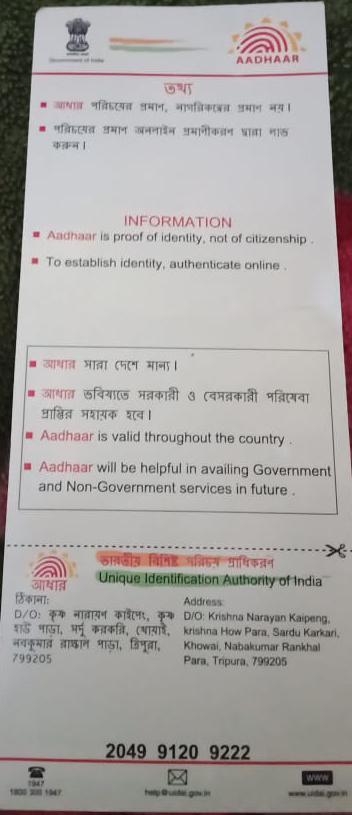 Government of India
AADHAAR
তথ্য
■ আধার পরিচয়ের প্রমাণ, নাগরিকত্বের প্রমাণ নয়।
■ পরিচয়ের প্রমাণ অনলাইন প্রমাণীকরণ দ্বারা লাভ
করুন।
INFORMATION
■ Aadhaar is proof of identity, not of citizenship .
■ To establish identity, authenticate online .
■ আধার সারা দেশে মান্য।
■ আধার ভবিষ্যতে সরকারী ও বেসরকারী পরিষেবা
প্রাপ্তির সহায়ক হবে।
■ Aadhaar is valid throughout the country .
■ Aadhaar will be helpful in availing Government
and Non-Government services in future .
ভারতীয় বিশিষ্ট পরিচয় প্রাধিকরণ
Unique Identification Authority of India
আধার
ঠিকানা:
D/O: কৃষ্ণ নারায়ণ কাইপেং, কৃষ্ণ
হাউ পাড়া, সর্দু করকরি, খোয়াই,
নবকুমার রাঙ্খাল পাড়া, ত্রিপুরা,
799205
Address:
D/O: Krishna Narayan Kaipeng,
krishna How Para, Sardu Karkari,
Khowai, Nabakumar Rankhal
Para, Tripura, 799205
2049 9120 9222
1947
1800 300 1947
help@uidai.gov.in
WWW
www.uidai.gov.in